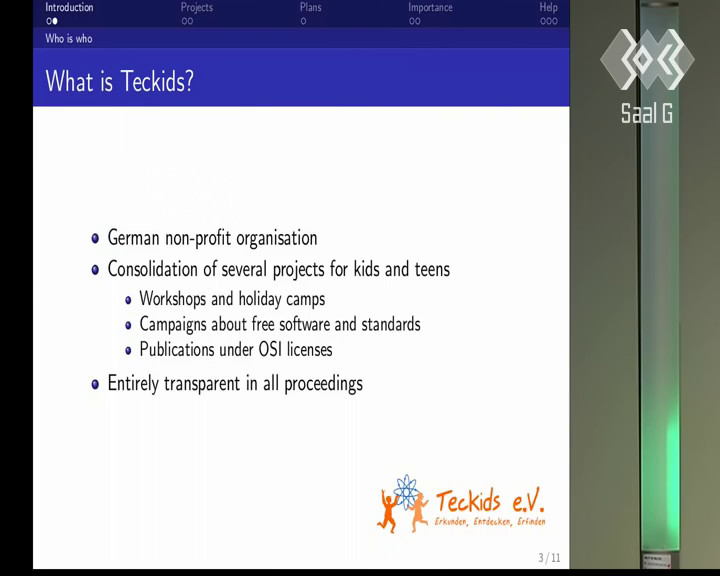 Introduction
Projects
Plans
Importance
Help
Who is who
What is Teckids?
German non-profit organisation
Consolidation of several projects for kids and teens
Workshops and holiday camps
Campaigns about free software and standards
Publications under OSI licenses
Entirely transparent in all proceedings
Teckids e.V.
Erkunden, Entdecken, Erfinden
3 / 11
Saal G